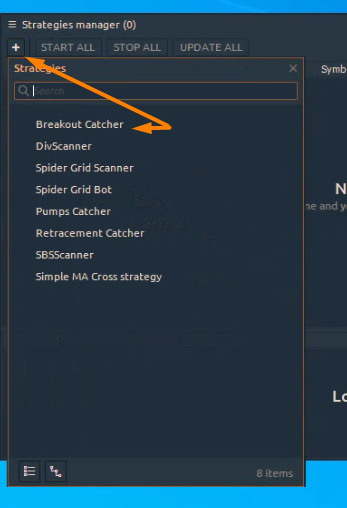 Strategies manager (0)
+ START ALL STOP ALL UPDATE ALL
Strategies × Symb
Search
Breakout Catcher
DivScanner
Spider Grid Scanner
Spider Grid Bot
Pumps Catcher
Retracement Catcher
SBSScanner
Simple MA Cross strategy
N
ne and y
Lo
8 items